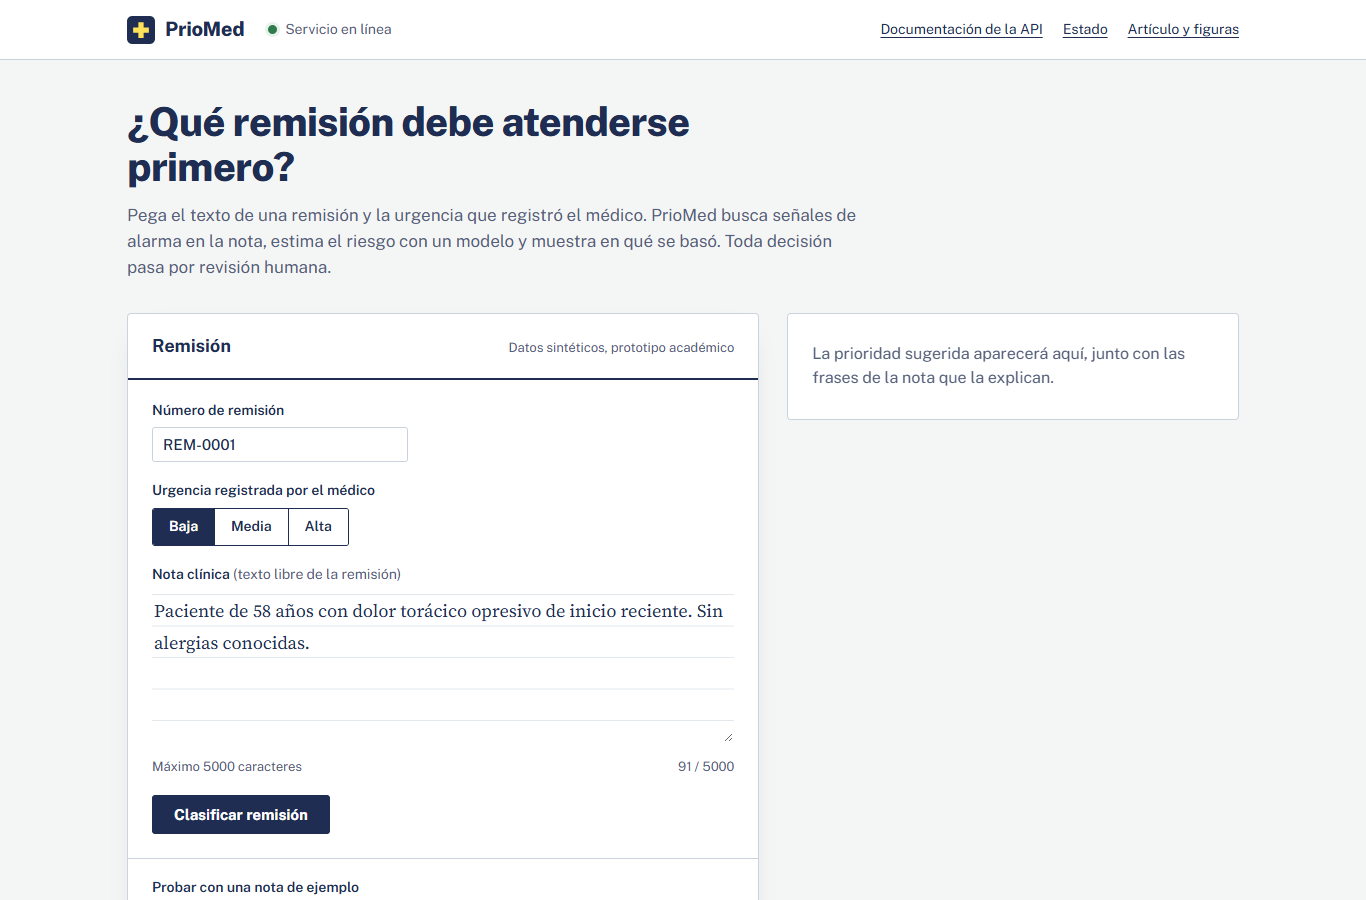 PrioMed
Servicio en línea
Documentación de la API
Estado
Artículo y figuras
¿Qué remisión debe atenderse
primero?
Pega el texto de una remisión y la urgencia que registró el médico. PrioMed busca señales de
alarma en la nota, estima el riesgo con un modelo y muestra en qué se basó. Toda decisión
pasa por revisión humana.
Remisión
Datos sintéticos, prototipo académico
Número de remisión
REM-0001
Urgencia registrada por el médico
Baja
Media
Alta
Nota clínica (texto libre de la remisión)
Paciente de 58 años con dolor torácico opresivo de inicio reciente. Sin
alergias conocidas.
Máximo 5000 caracteres
91 / 5000
Clasificar remisión
Probar con una nota de ejemplo
La prioridad sugerida aparecerá aquí, junto con las
frases de la nota que la explican.